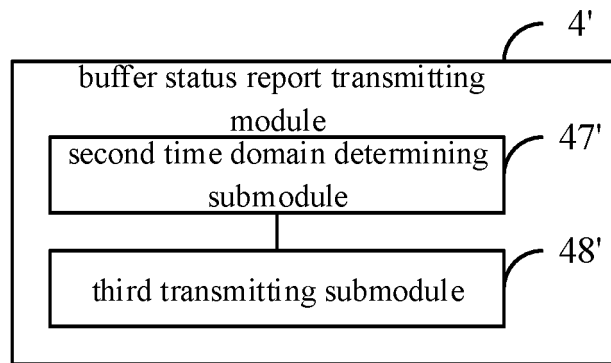 4'
buffer status report transmitting
module
47'
second time domain determining
submodule
48'
third transmitting submodule